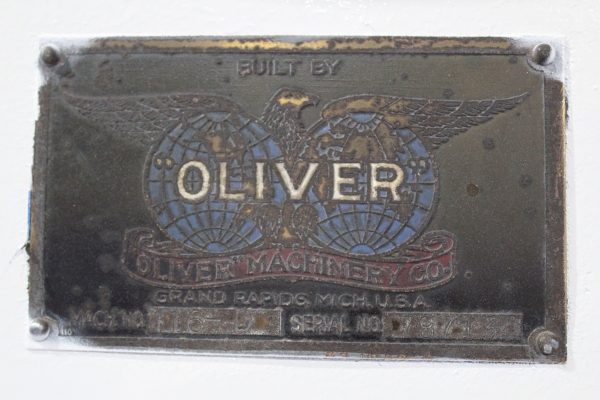 BUILT BY
"OLIVER"
"OLIVER" MACHINERY CO.
GRAND RAPIDS, MICH. U.S.A.
MACH. NO. SERIAL NO.